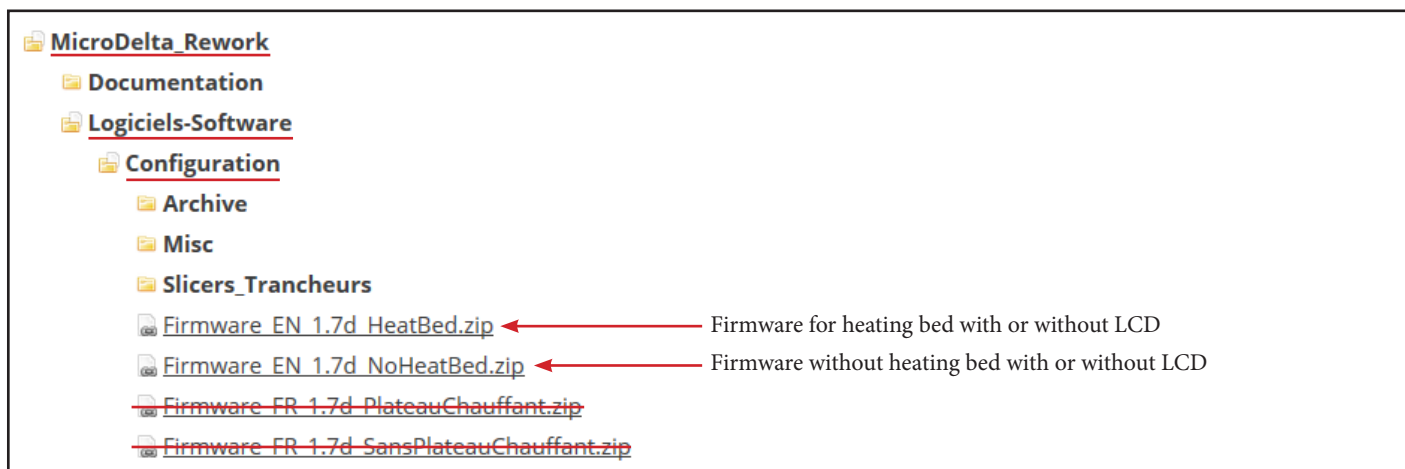 MicroDelta_Rework
Documentation
Logiciels-Software
Configuration
Archive
Misc
Slicers_Trancheurs
Firmware_EN_1.7d_HeatBed.zip Firmware for heating bed with or without LCD
Firmware_EN_1.7d_NoHeatBed.zip Firmware without heating bed with or without LCD
Firmware_FR_1.7d_PlateauChauffant.zip
Firmware_FR_1.7d_SansPlateauChauffant.zip